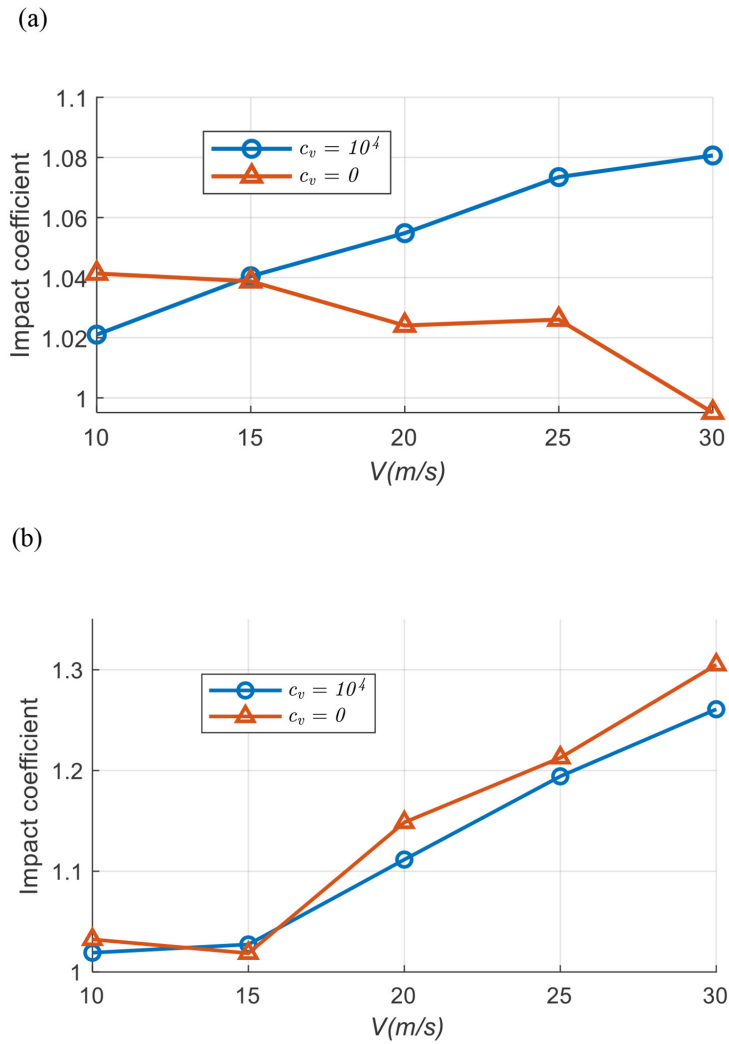 (a)
1.1
1.08
1.06
1.04
1.02
1
Impact coefficient
c_v = 10^4
c_v = 0
10 15 20 25 30
V(m/s)
(b)
1.3
1.2
1.1
1
Impact coefficient
c_v = 10^4
c_v = 0
10 15 20 25 30
V(m/s)